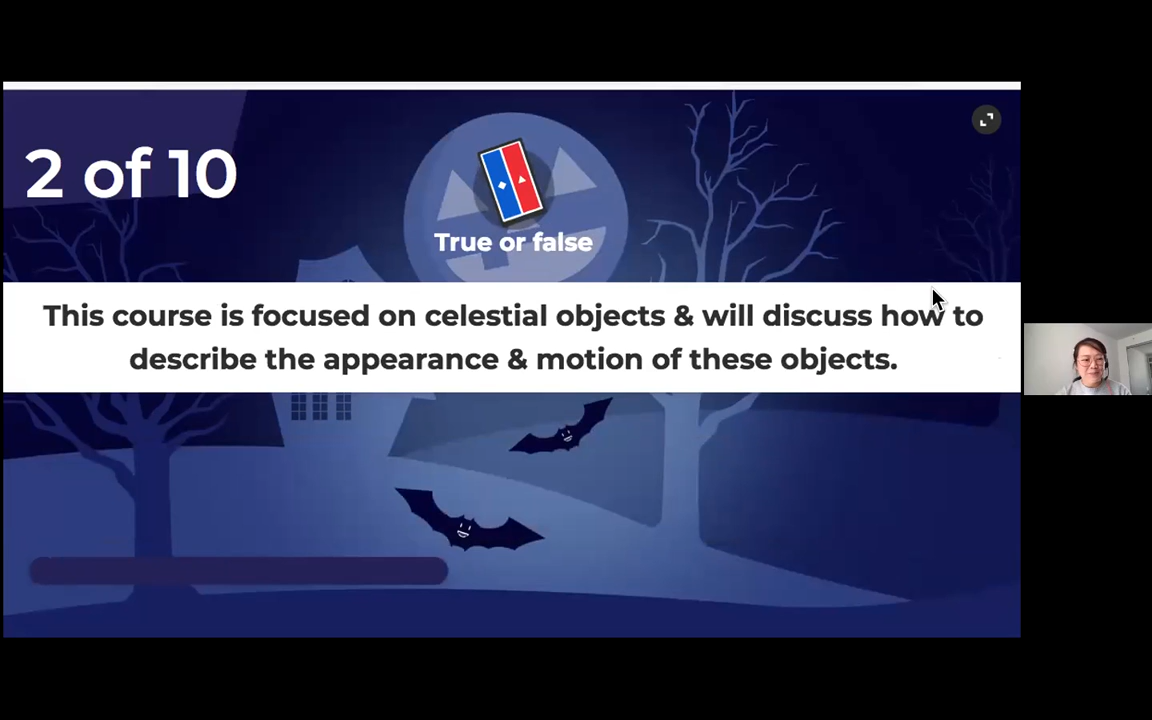 2 of 10
True or false
This course is focused on celestial objects & will discuss how to
describe the appearance & motion of these objects.